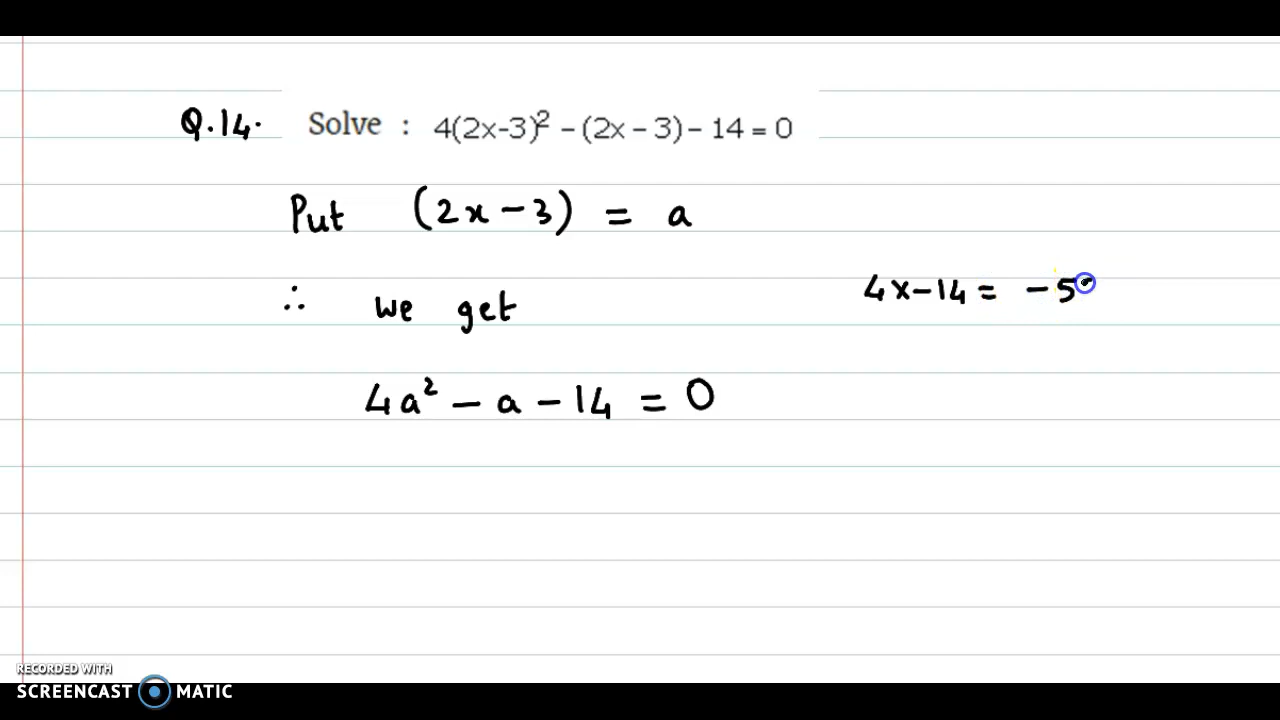 Q.14. Solve : 4(2x-3)² - (2x - 3) - 14 = 0
Put (2x - 3) = a
∴ we get
4x-14 = -5
4a² - a - 14 = 0
RECORDED WITH
SCREENCAST MATIC